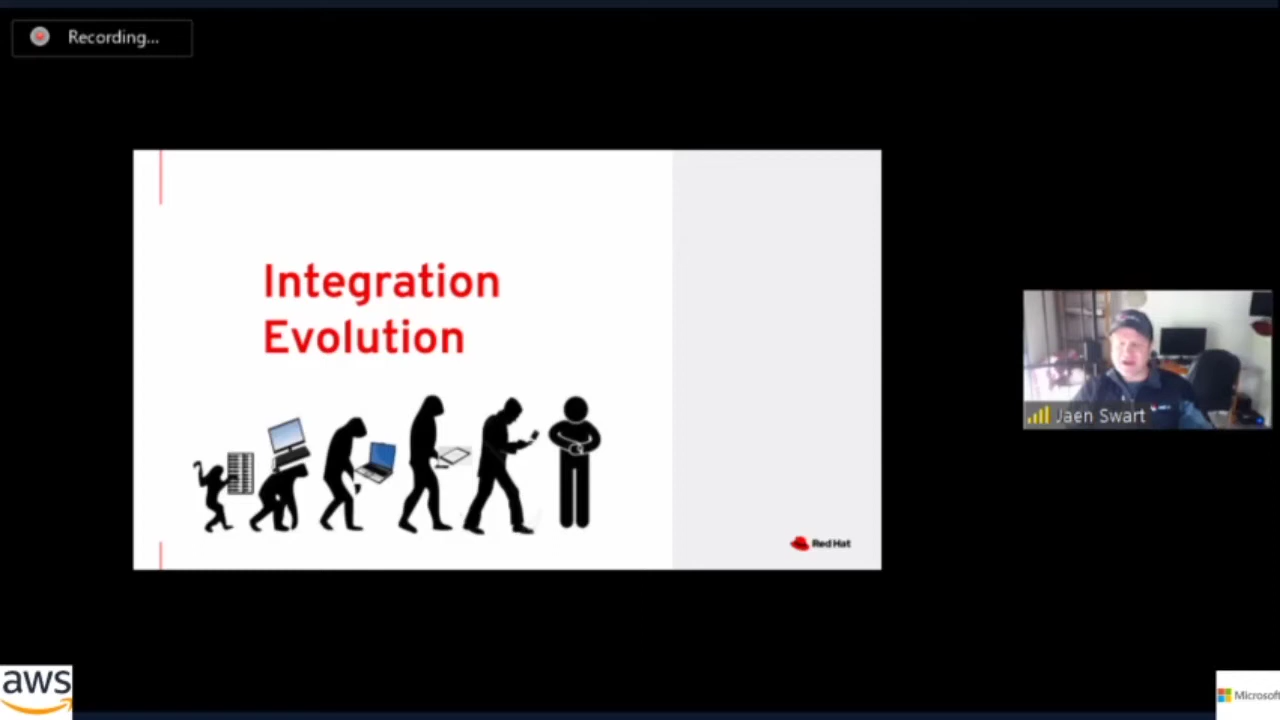 Recording...
Integration
Evolution
Jaen Swart
Red Hat
aws
Microsoft